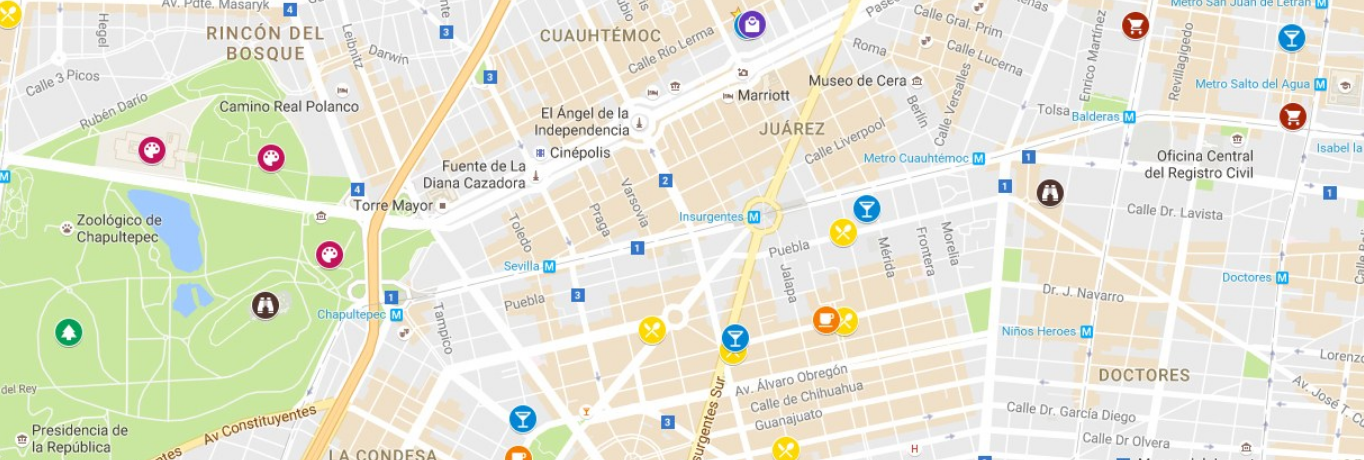 Av. Pdte. Masaryk
4
Metro San Juan de Letrán M
Calle Gral. Prim
Hegel
RINCÓN DEL
BOSQUE
Leibnitz
Darwin
3
CUAUHTÉMOC
Calle Río Lerma
Roma
Calle Lucerna
Enrico Martínez
Revillagigedo
Calle 3 Picos
3
Metro Salto del Agua M
Rubén Darío
Camino Real Polanco
Marriott
Museo de Cera
Berlín
Calle Versalles
Tolsa
Balderas M
El Ángel de la
Independencia
JUÁREZ
Calle Liverpool
Cinépolis
Metro Cuauhtémoc M
1
Oficina Central
del Registro Civil
Isabel la
Fuente de La
Diana Cazadora
M
4
2
1
1
Torre Mayor
Varsovia
Praga
Toledo
Insurgentes M
Calle Dr. Lavista
Zoológico de
Chapultepec
1
Puebla
Mérida
Frontera
Morelia
Sevilla M
Jalapa
Doctores M
1
3
Puebla
Dr. J. Navarro
Chapultepec M
Tampico
Niños Heroes M
Lorenzo
del Rey
Av. Álvaro Obregón
DOCTORES
Calle de Chihuahua
Av. José T.
Av Constituyentes
Insurgentes Sur
Guanajuato
Calle Dr. García Diego
3
Presidencia de
la República
Calle Dr Olvera
LA CONDESA
H